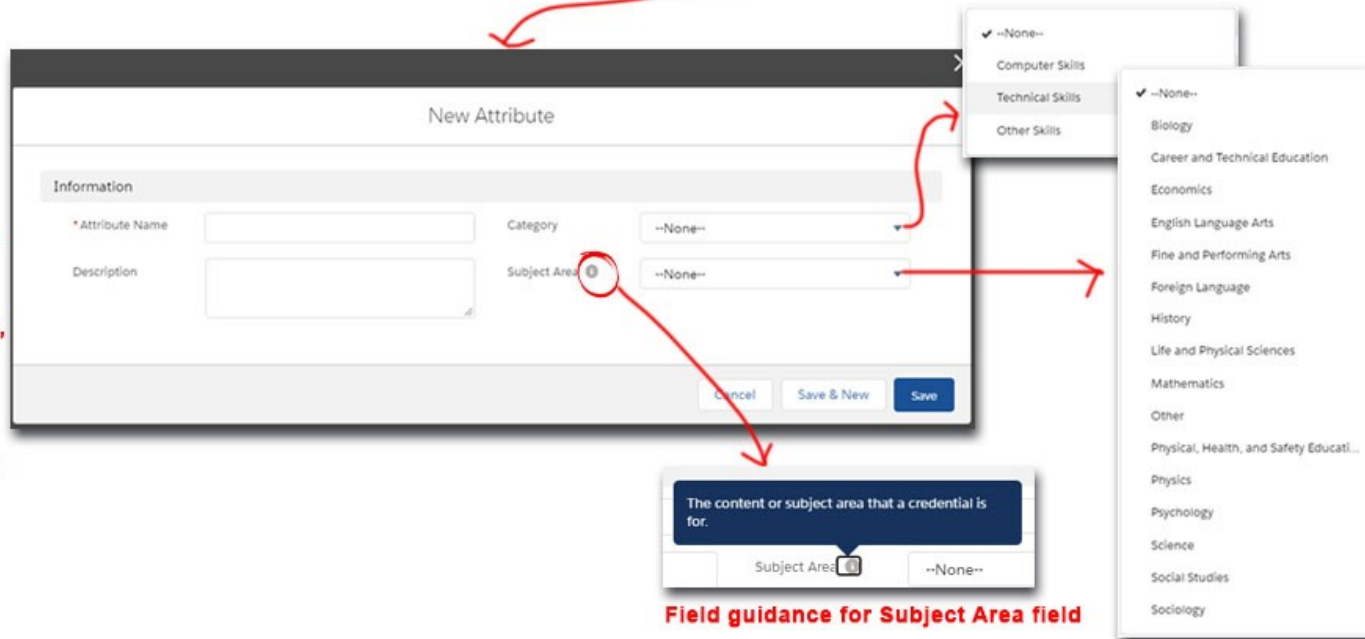 New Attribute
Information
* Attribute Name
Category
--None--
Description
Subject Area
--None--
Cancel
Save & New
Save
✔ --None--
Computer Skills
Technical Skills
Other Skills
✔ --None--
Biology
Career and Technical Education
Economics
English Language Arts
Fine and Performing Arts
Foreign Language
History
Life and Physical Sciences
Mathematics
Other
Physical, Health, and Safety Educati...
Physics
Psychology
Science
Social Studies
Sociology
The content or subject area that a credential is
for.
Subject Area
--None--
Field guidance for Subject Area field